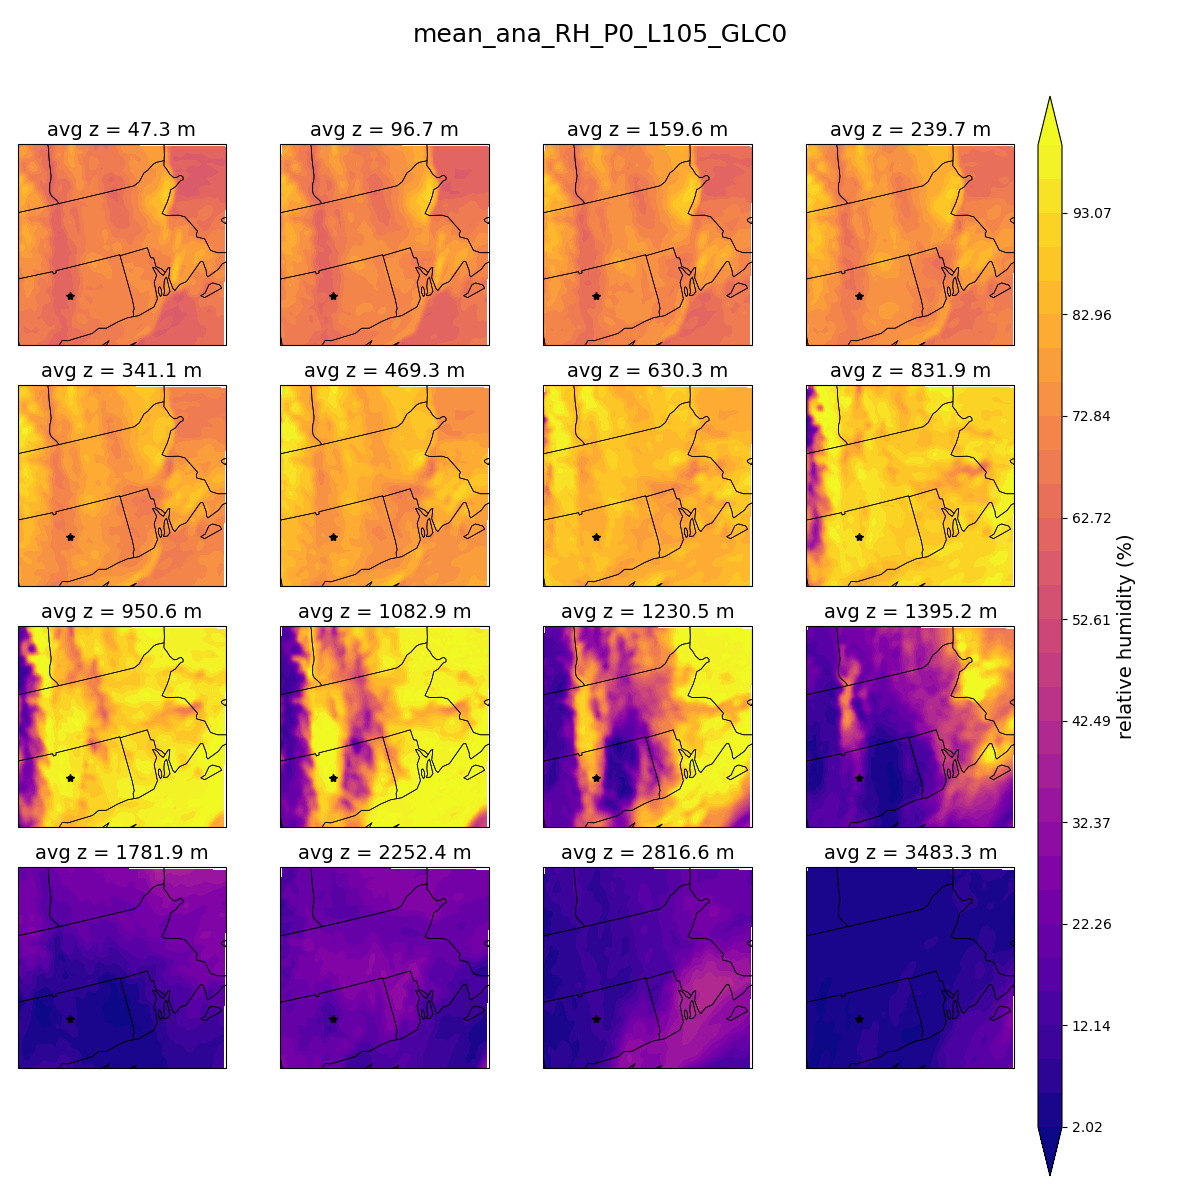 mean_ana_RH_P0_L105_GLC0
avg z = 47.3 m
avg z = 96.7 m
avg z = 159.6 m
avg z = 239.7 m
avg z = 341.1 m
avg z = 469.3 m
avg z = 630.3 m
avg z = 831.9 m
avg z = 950.6 m
avg z = 1082.9 m
avg z = 1230.5 m
avg z = 1395.2 m
avg z = 1781.9 m
avg z = 2252.4 m
avg z = 2816.6 m
avg z = 3483.3 m
93.07
82.96
72.84
62.72
52.61
42.49
32.37
22.26
12.14
2.02
relative humidity (%)